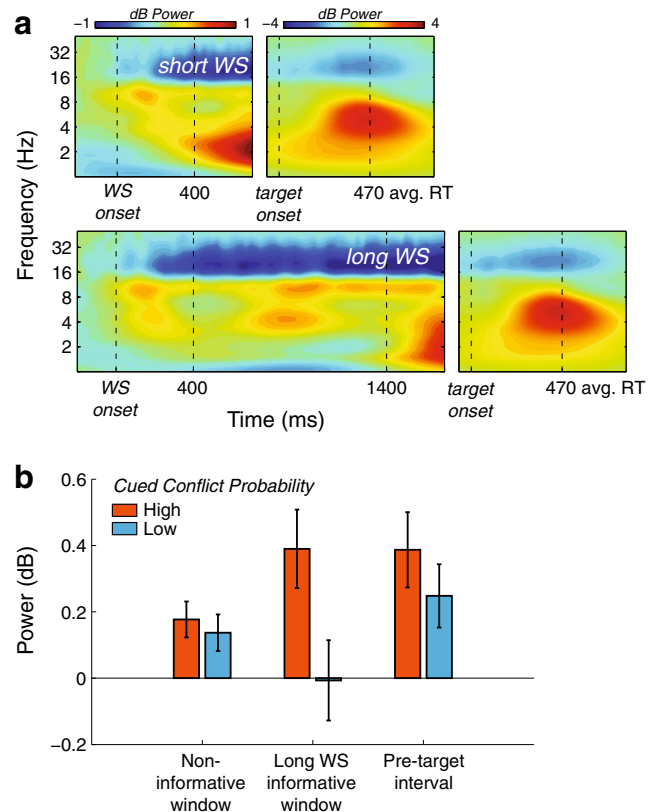 a
dB Power
−1 1
dB Power
−4 4
Frequency (Hz)
32
16
8
4
2
short WS
WS onset
400
target onset
470 avg. RT
32
16
8
4
2
long WS
WS onset
400
1400
target onset
470 avg. RT
Time (ms)
b
Cued Conflict Probability
High
Low
Power (dB)
0.6
0.4
0.2
0
−0.2
Non-
informative
window
Long WS
informative
window
Pre-target
interval